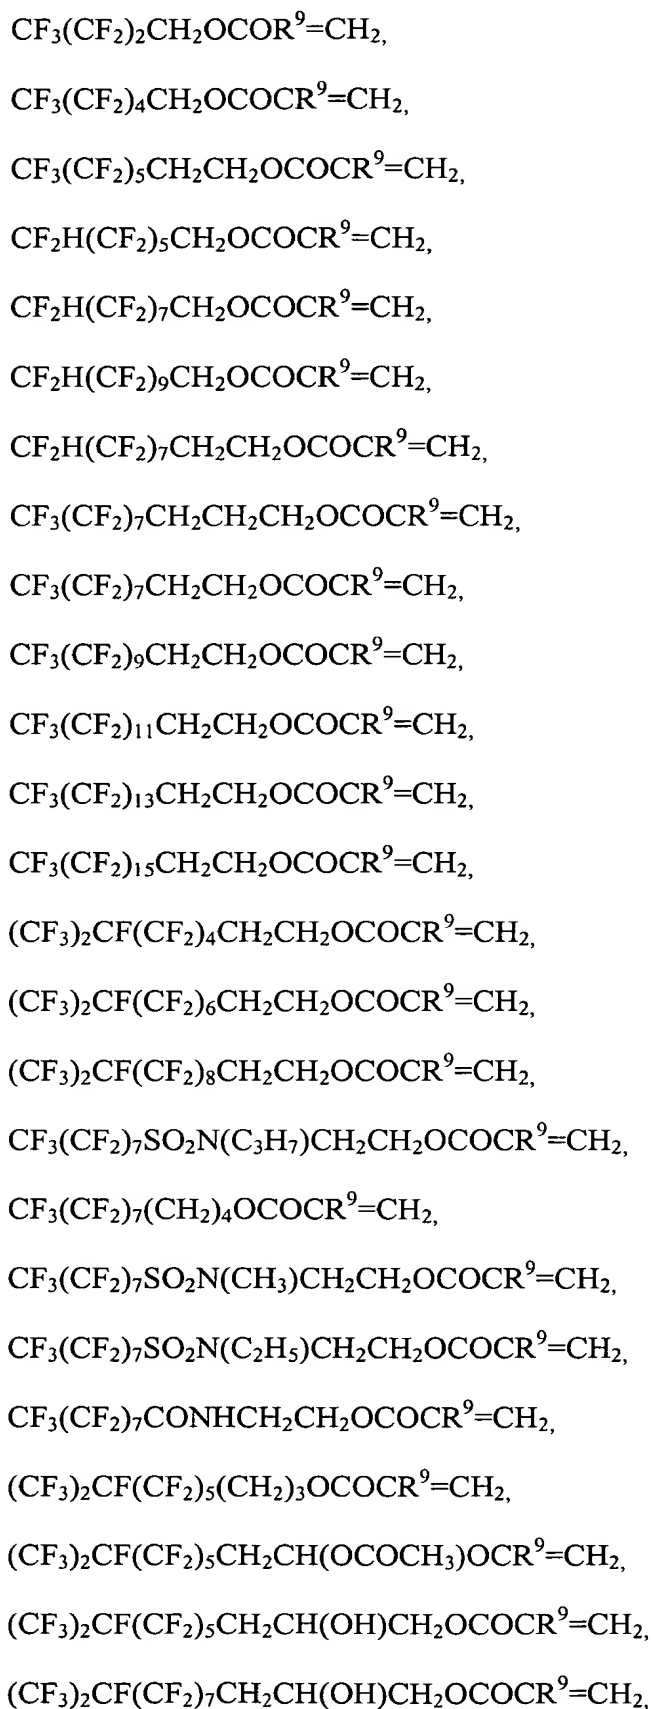 CF₃(CF₂)₂CH₂OCOR⁹=CH₂,
CF₃(CF₂)₄CH₂OCOCR⁹=CH₂,
CF₃(CF₂)₅CH₂CH₂OCOCR⁹=CH₂,
CF₂H(CF₂)₅CH₂OCOCR⁹=CH₂,
CF₂H(CF₂)₇CH₂OCOCR⁹=CH₂,
CF₂H(CF₂)₉CH₂OCOCR⁹=CH₂,
CF₂H(CF₂)₇CH₂CH₂OCOCR⁹=CH₂,
CF₃(CF₂)₇CH₂CH₂CH₂OCOCR⁹=CH₂,
CF₃(CF₂)₇CH₂CH₂OCOCR⁹=CH₂,
CF₃(CF₂)₉CH₂CH₂OCOCR⁹=CH₂,
CF₃(CF₂)₁₁CH₂CH₂OCOCR⁹=CH₂,
CF₃(CF₂)₁₃CH₂CH₂OCOCR⁹=CH₂,
CF₃(CF₂)₁₅CH₂CH₂OCOCR⁹=CH₂,
(CF₃)₂CF(CF₂)₄CH₂CH₂OCOCR⁹=CH₂,
(CF₃)₂CF(CF₂)₆CH₂CH₂OCOCR⁹=CH₂,
(CF₃)₂CF(CF₂)₈CH₂CH₂OCOCR⁹=CH₂,
CF₃(CF₂)₇SO₂N(C₃H₇)CH₂CH₂OCOCR⁹=CH₂,
CF₃(CF₂)₇(CH₂)₄OCOCR⁹=CH₂,
CF₃(CF₂)₇SO₂N(CH₃)CH₂CH₂OCOCR⁹=CH₂,
CF₃(CF₂)₇SO₂N(C₂H₅)CH₂CH₂OCOCR⁹=CH₂,
CF₃(CF₂)₇CONHCH₂CH₂OCOCR⁹=CH₂,
(CF₃)₂CF(CF₂)₅(CH₂)₃OCOCR⁹=CH₂,
(CF₃)₂CF(CF₂)₅CH₂CH(OCOCH₃)OCR⁹=CH₂,
(CF₃)₂CF(CF₂)₅CH₂CH(OH)CH₂OCOCR⁹=CH₂,
(CF₃)₂CF(CF₂)₇CH₂CH(OH)CH₂OCOCR⁹=CH₂,